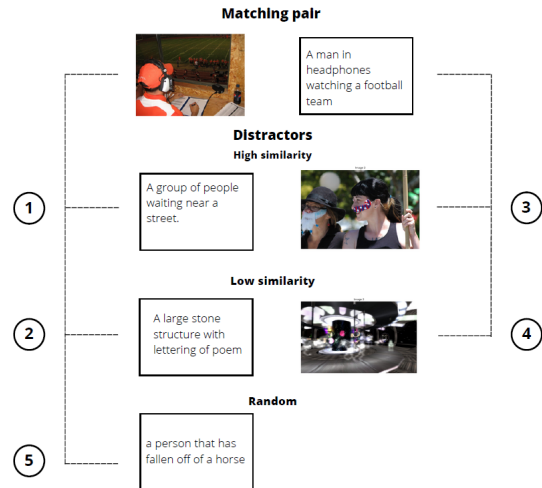 Matching pair
A man in
headphones
watching a football
team
Distractors
High similarity
1
A group of people
waiting near a
street.
3
Low similarity
2
A large stone
structure with
lettering of poem
4
Random
5
a person that has
fallen off of a horse